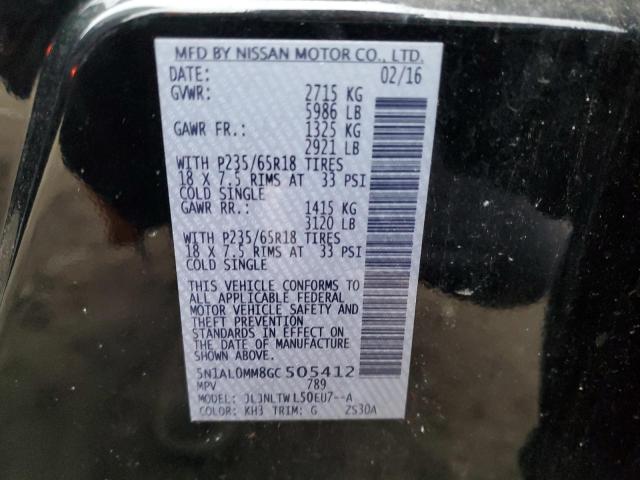 MFD BY NISSAN MOTOR CO., LTD.
DATE: 02/16
GVWR: 2715 KG
5986 LB
GAWR FR.: 1325 KG
2921 LB
WITH P235/65R18 TIRES
18 X 7.5 RIMS AT 33 PSI
COLD SINGLE
GAWR RR.: 1415 KG
3120 LB
WITH P235/65R18 TIRES
18 X 7.5 RIMS AT 33 PSI
COLD SINGLE
THIS VEHICLE CONFORMS TO
ALL APPLICABLE FEDERAL
MOTOR VEHICLE SAFETY AND
THEFT PREVENTION
STANDARDS IN EFFECT ON
THE DATE OF MANUFACTURE
SHOWN ABOVE.
5N1AL0MM8GC505412
MPV 789
MODEL: JLJNLTWL50EU7--A
COLOR: KH3 TRIM: G ZS30A